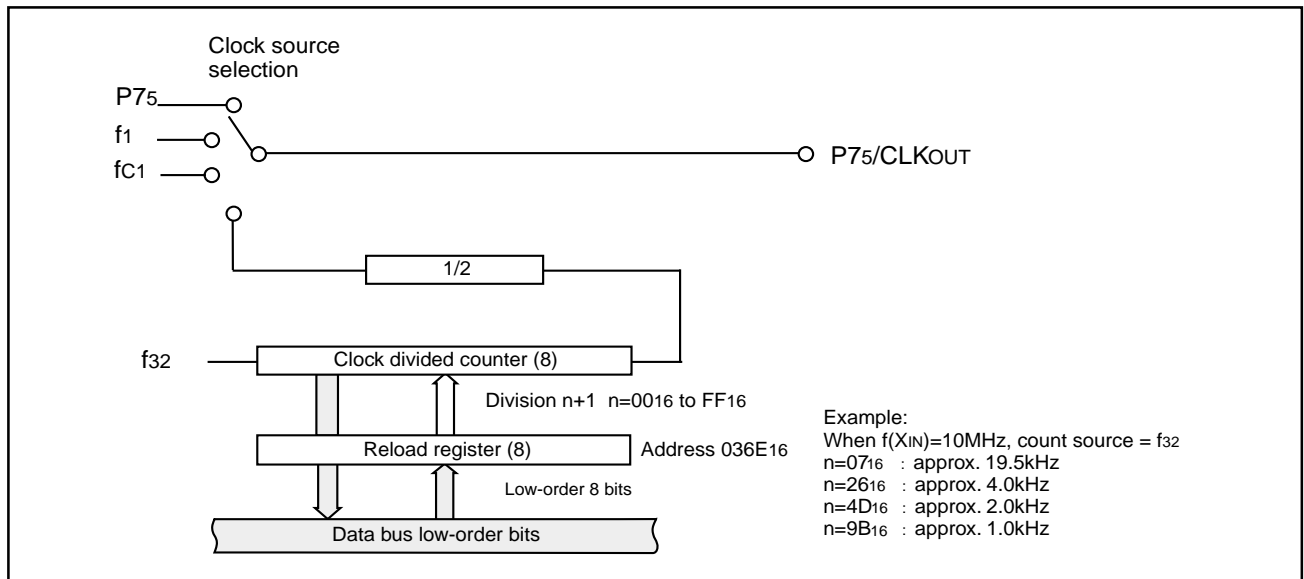 Clock source
selection
P75
f1
fC1
P75/CLKOUT
1/2
f32
Clock divided counter (8)
Division n+1 n=0016 to FF16
Reload register (8)
Address 036E16
Low-order 8 bits
Data bus low-order bits
Example:
When f(XIN)=10MHz, count source = f32
n=0716 : approx. 19.5kHz
n=2616 : approx. 4.0kHz
n=4D16 : approx. 2.0kHz
n=9B16 : approx. 1.0kHz